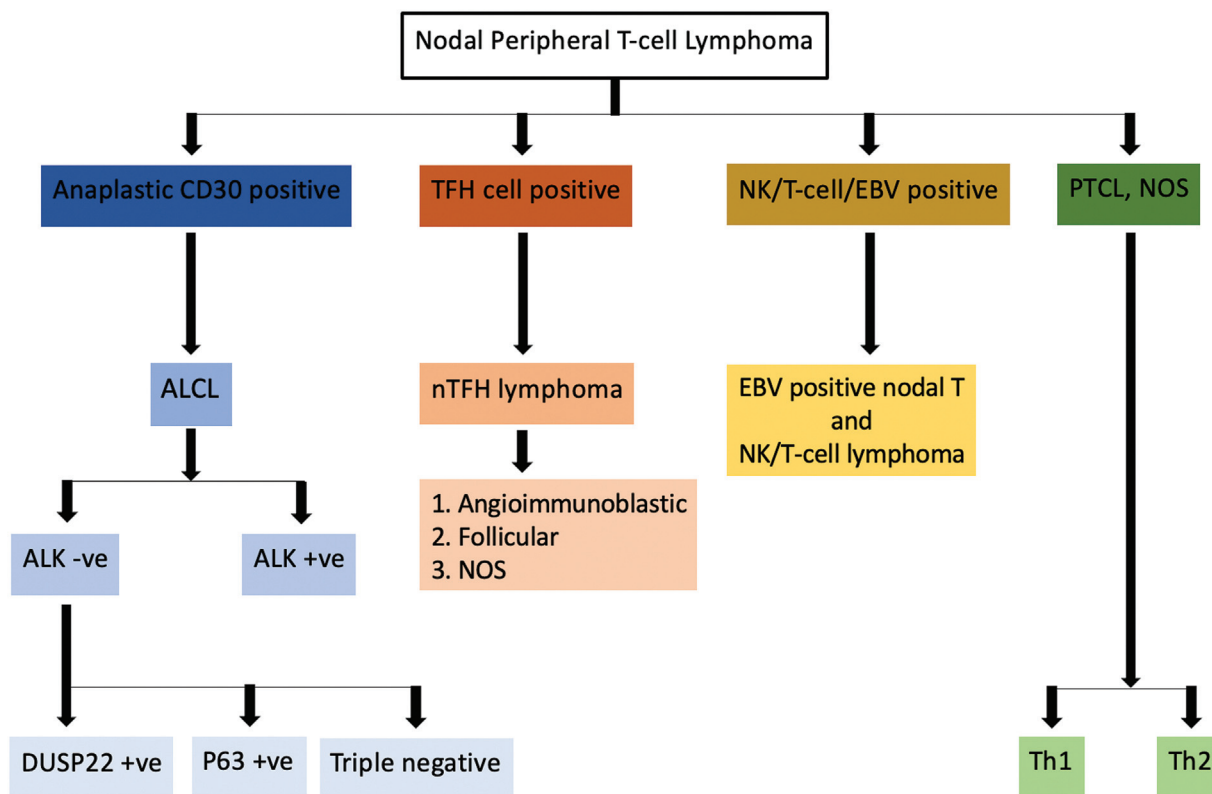 Nodal Peripheral T-cell Lymphoma
Anaplastic CD30 positive
TFH cell positive
NK/T-cell/EBV positive
PTCL, NOS
ALCL
nTFH lymphoma
EBV positive nodal T
and
NK/T-cell lymphoma
1. Angioimmunoblastic
2. Follicular
3. NOS
ALK -ve
ALK +ve
DUSP22 +ve
P63 +ve
Triple negative
Th1
Th2